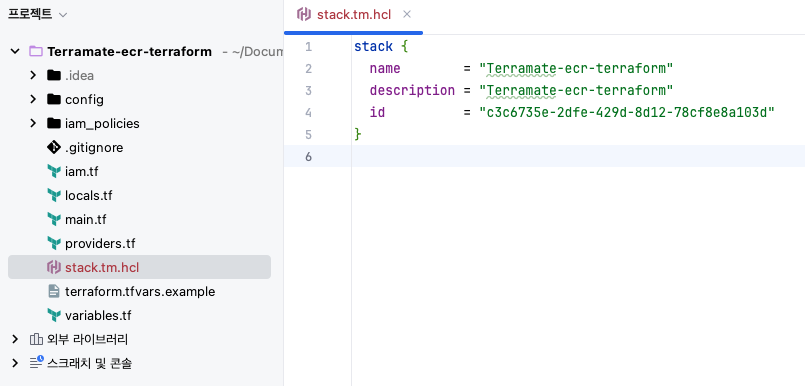 프로젝트
Terramate-ecr-terraform - ~/Docum
.idea
config
iam_policies
.gitignore
iam.tf
locals.tf
main.tf
providers.tf
stack.tm.hcl
terraform.tfvars.example
variables.tf
외부 라이브러리
스크래치 및 콘솔
stack.tm.hcl
1 stack {
2 name = "Terramate-ecr-terraform"
3 description = "Terramate-ecr-terraform"
4 id = "c3c6735e-2dfe-429d-8d12-78cf8e8a103d"
5 }
6